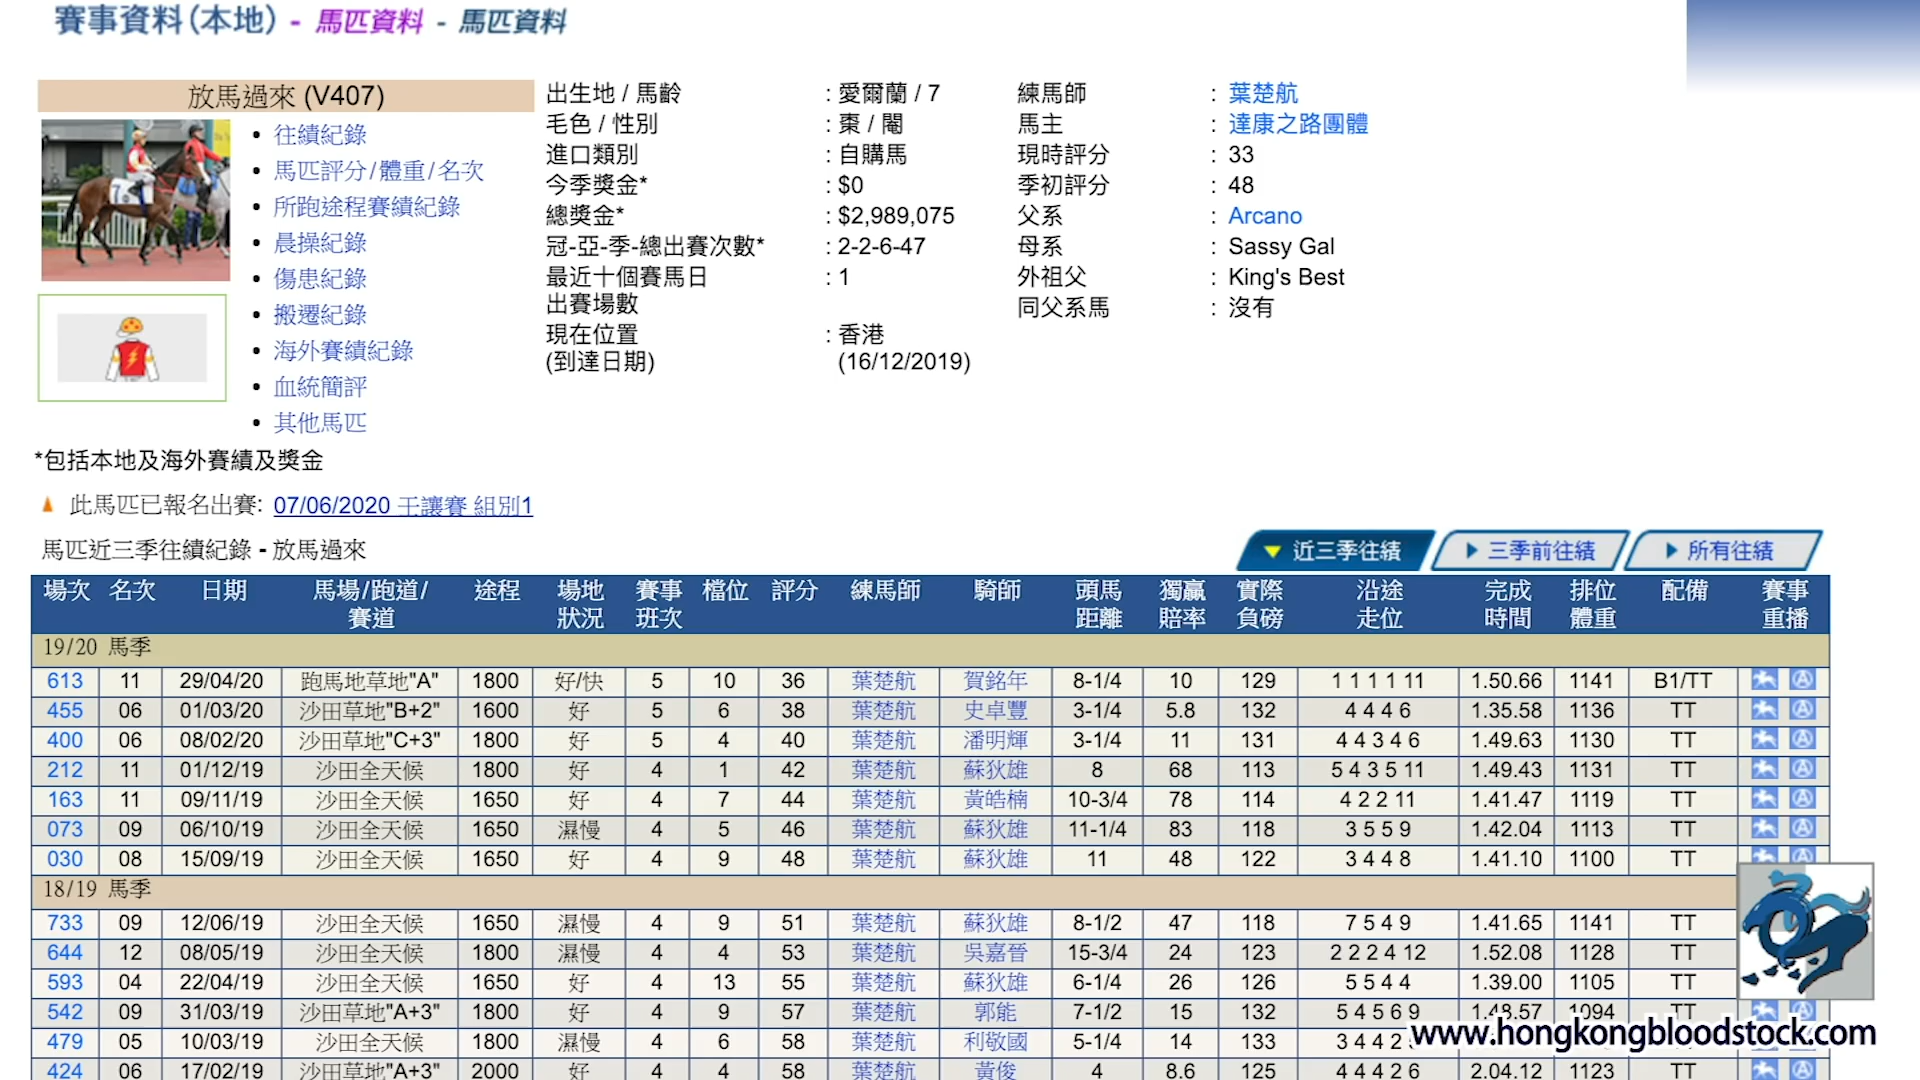 賽事資料(本地) - 馬匹資料 - 馬匹資料
放馬過來 (V407)
• 往績紀錄
• 馬匹評分/體重/名次
• 所跑途程賽績紀錄
• 晨操紀錄
• 傷患紀錄
• 搬遷紀錄
• 海外賽績紀錄
• 血統簡評
• 其他馬匹
出生地 / 馬齡 : 愛爾蘭 / 7
毛色 / 性別 : 棗 / 閹
進口類別 : 自購馬
今季獎金* : $0
總獎金* : $2,989,075
冠-亞-季-總出賽次數* : 2-2-6-47
最近十個賽馬日 : 1
出賽場數
現在位置 : 香港
(到達日期) (16/12/2019)
練馬師 : 葉楚航
馬主 : 達康之路團體
現時評分 : 33
季初評分 : 48
父系 : Arcano
母系 : Sassy Gal
外祖父 : King's Best
同父系馬 : 沒有
*包括本地及海外賽績及獎金
此馬匹已報名出賽: 07/06/2020 王讓賽 組別1
馬匹近三季往績紀錄 - 放馬過來
近三季往績 三季前往績 所有往績
場次 名次 日期 馬場/跑道/賽道 途程 場地狀況 賽事班次 檔位 評分 練馬師 騎師 頭馬距離 獨贏賠率 實際負磅 沿途走位 完成時間 排位體重 配備 賽事重播
19/20 馬季
613 11 29/04/20 跑馬地草地"A" 1800 好/快 5 10 36 葉楚航 賀銘年 8-1/4 10 129 1 1 1 1 11 1.50.66 1141 B1/TT
455 06 01/03/20 沙田草地"B+2" 1600 好 5 6 38 葉楚航 史卓豐 3-1/4 5.8 132 4 4 4 6 1.35.58 1136 TT
400 06 08/02/20 沙田草地"C+3" 1800 好 5 4 40 葉楚航 潘明輝 3-1/4 11 131 4 4 3 4 6 1.49.63 1130 TT
212 11 01/12/19 沙田全天候 1800 好 4 1 42 葉楚航 蘇狄雄 8 68 113 5 4 3 5 11 1.49.43 1131 TT
163 11 09/11/19 沙田全天候 1650 好 4 7 44 葉楚航 黃皓楠 10-3/4 78 114 4 2 2 11 1.41.47 1119 TT
073 09 06/10/19 沙田全天候 1650 濕慢 4 5 46 葉楚航 蘇狄雄 11-1/4 83 118 3 5 5 9 1.42.04 1113 TT
030 08 15/09/19 沙田全天候 1650 好 4 9 48 葉楚航 蘇狄雄 11 48 122 3 4 4 8 1.41.10 1100 TT
18/19 馬季
733 09 12/06/19 沙田全天候 1650 濕慢 4 9 51 葉楚航 蘇狄雄 8-1/2 47 118 7 5 4 9 1.41.65 1141 TT
644 12 08/05/19 沙田全天候 1800 濕慢 4 4 53 葉楚航 吳嘉晉 15-3/4 24 123 2 2 2 4 12 1.52.08 1128 TT
593 04 22/04/19 沙田全天候 1650 好 4 13 55 葉楚航 蘇狄雄 6-1/4 26 126 5 5 4 4 1.39.00 1105 TT
542 09 31/03/19 沙田草地"A+3" 1800 好 4 9 57 葉楚航 郭能 7-1/2 15 132 5 4 5 6 9 1.48.57 1094 TT
479 05 10/03/19 沙田全天候 1800 濕慢 4 6 58 葉楚航 利敬國 5-1/4 14 133 3 4 4 2
424 06 17/02/19 沙田草地"A+3" 2000 好 4 4 58 葉楚航 黃俊 4 8.6 125 4 4 4 2 6 2.04.12 1123 TT
www.hongkongbloodstock.com